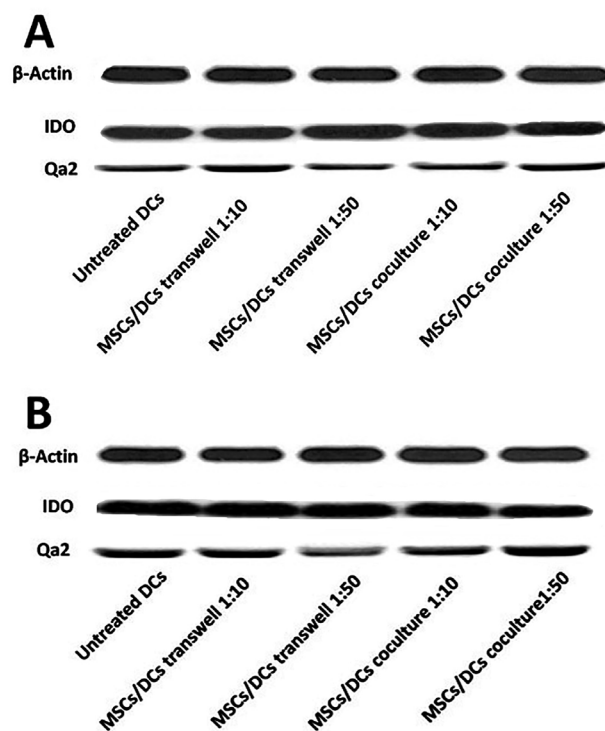 A
β-Actin
IDO
Qa2
Untreated DCs
MSCs/DCs transwell 1:10
MSCs/DCs transwell 1:50
MSCs/DCs coculture 1:10
MSCs/DCs coculture 1:50
B
β-Actin
IDO
Qa2
Untreated DCs
MSCs/DCs transwell 1:10
MSCs/DCs transwell 1:50
MSCs/DCs coculture 1:10
MSCs/DCs coculture1:50